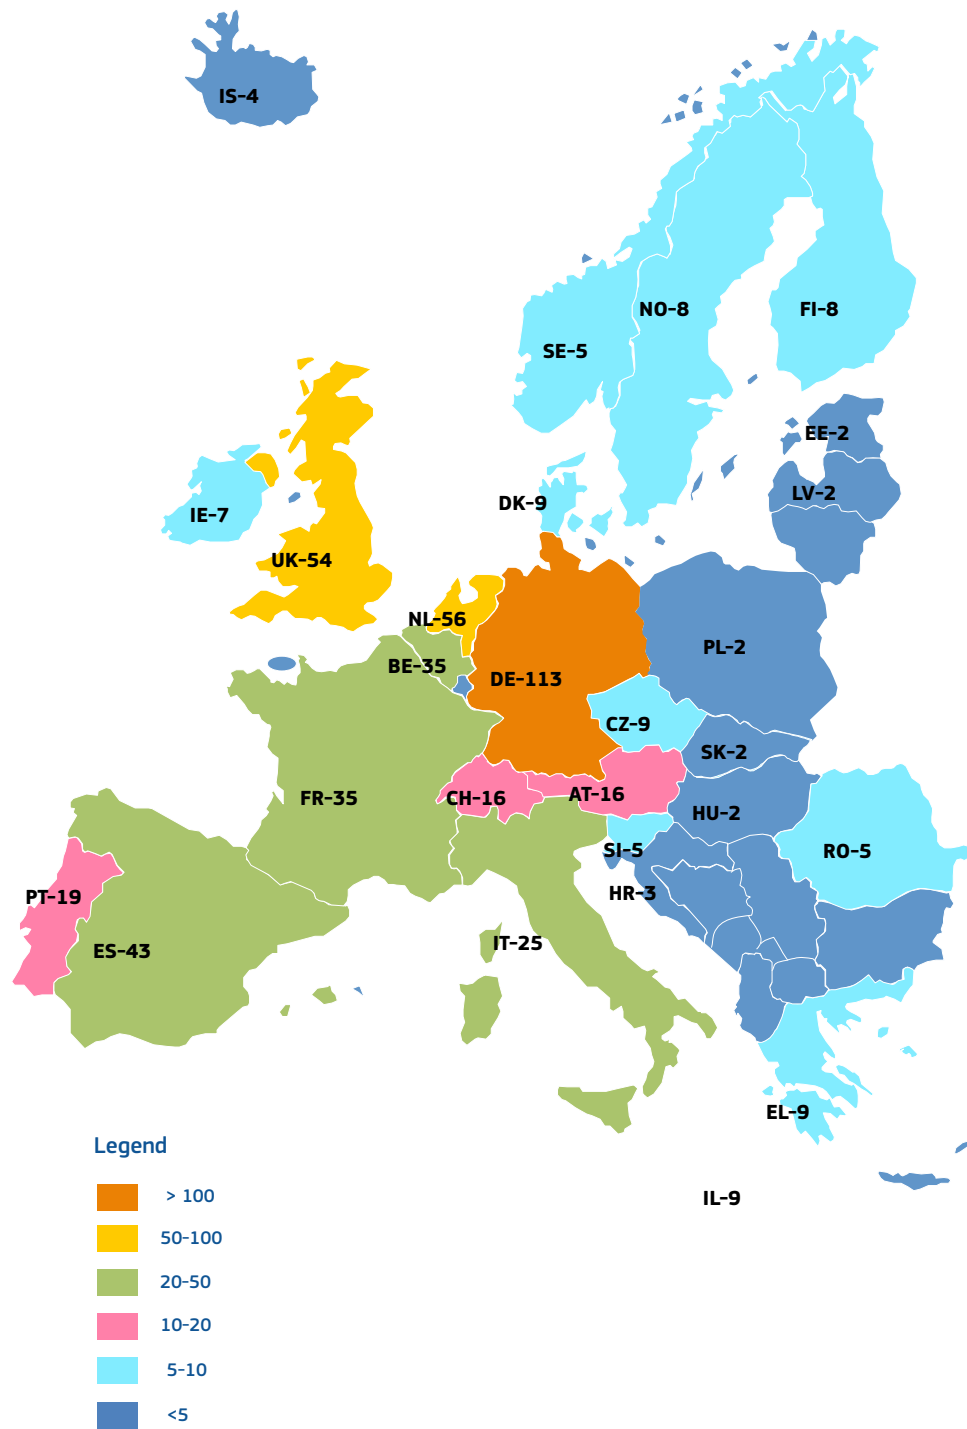 IS-4
NO-8
FI-8
SE-5
EE-2
LV-2
DK-9
IE-7
UK-54
NL-56
PL-2
BE-35
DE-113
CZ-9
SK-2
AT-16
FR-35
CH-16
HU-2
SI-5
RO-5
HR-3
PT-19
IT-25
ES-43
EL-9
IL-9
Legend
> 100
50-100
20-50
10-20
5-10
<5